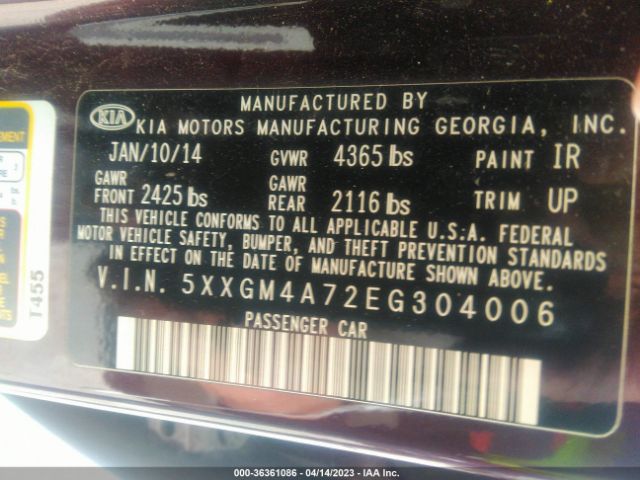 MANUFACTURED BY
KIA KIA MOTORS MANUFACTURING GEORGIA, INC.
JAN/10/14 GVWR 4365 lbs PAINT IR
GAWR FRONT 2425 lbs GAWR REAR 2116 lbs TRIM UP
THIS VEHICLE CONFORMS TO ALL APPLICABLE U.S.A. FEDERAL
MOTOR VEHICLE SAFETY, BUMPER, AND THEFT PREVENTION STANDARDS
IN EFFECT ON THE DATE OF MANUFACTURE SHOWN ABOVE.
V.I.N. 5XXGM4A72EG304006
PASSENGER CAR
T455
000-36361086 - 04/14/2023 - IAA Inc.